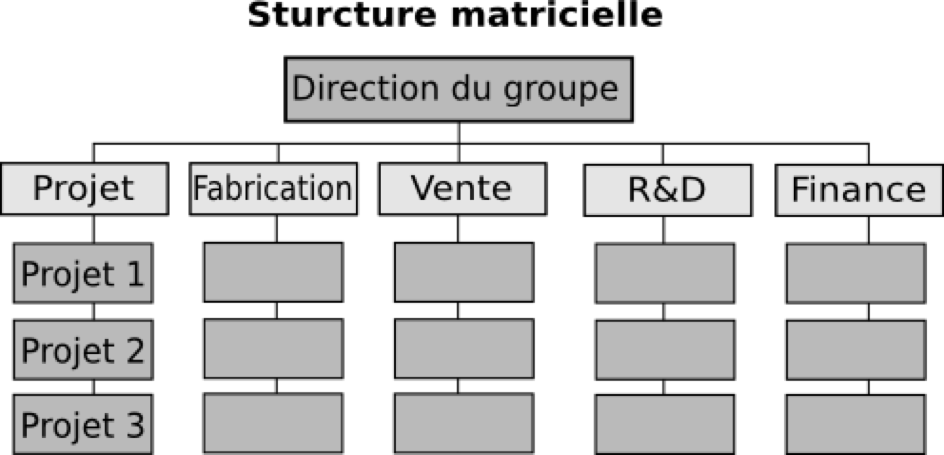 Sturcture matricielle
Direction du groupe
Projet
Fabrication
Vente
R&D
Finance
Projet 1
Projet 2
Projet 3